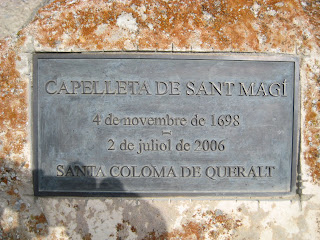 CAPELLETA DE SANT MAGÍ
4 de novembre de 1698
–
2 de juliol de 2006
SANTA COLOMA DE QUERALT